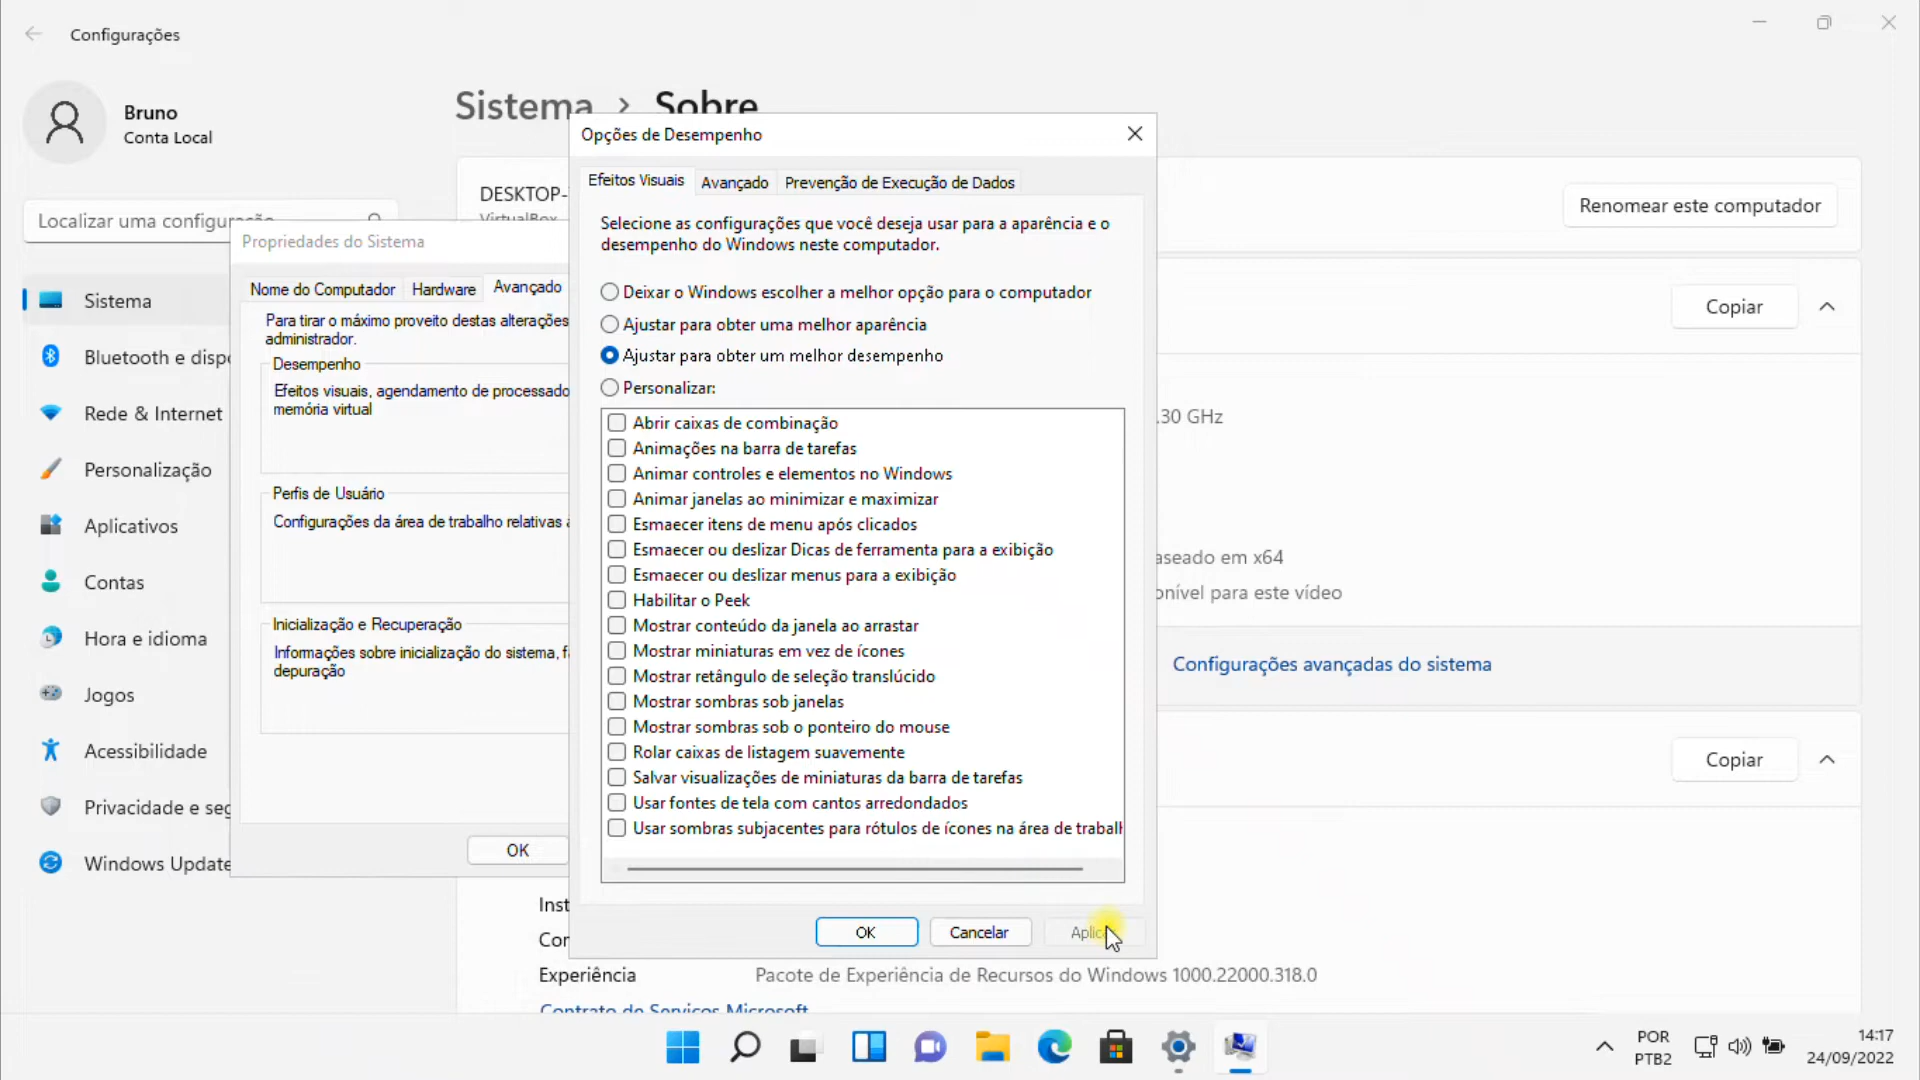 Configurações
Bruno
Conta Local
Localizar uma configuração
Sistema
Bluetooth e disp
Rede & Internet
Personalização
Aplicativos
Contas
Hora e idioma
Jogos
Acessibilidade
Privacidade e seg
Windows Update
Sistema › Sobre
DESKTOP-
VirtualBox
Renomear este computador
Copiar
.30 GHz
aseado em x64
onível para este vídeo
Configurações avançadas do sistema
Copiar
Inst
Experiência
Pacote de Experiência de Recursos do Windows 1000.22000.318.0
Contrato de Serviços Microsoft
Propriedades do Sistema
Nome do Computador
Hardware
Avançado
Para tirar o máximo proveito destas alterações
administrador.
Desempenho
Efeitos visuais, agendamento de processado
memória virtual
Perfis de Usuário
Configurações da área de trabalho relativas a
Inicialização e Recuperação
Informações sobre inicialização do sistema, fa
depuração
OK
Opções de Desempenho
Efeitos Visuais
Avançado
Prevenção de Execução de Dados
Selecione as configurações que você deseja usar para a aparência e o
desempenho do Windows neste computador.
Deixar o Windows escolher a melhor opção para o computador
Ajustar para obter uma melhor aparência
Ajustar para obter um melhor desempenho
Personalizar:
Abrir caixas de combinação
Animações na barra de tarefas
Animar controles e elementos no Windows
Animar janelas ao minimizar e maximizar
Esmaecer itens de menu após clicados
Esmaecer ou deslizar Dicas de ferramenta para a exibição
Esmaecer ou deslizar menus para a exibição
Habilitar o Peek
Mostrar conteúdo da janela ao arrastar
Mostrar miniaturas em vez de ícones
Mostrar retângulo de seleção translúcido
Mostrar sombras sob janelas
Mostrar sombras sob o ponteiro do mouse
Rolar caixas de listagem suavemente
Salvar visualizações de miniaturas da barra de tarefas
Usar fontes de tela com cantos arredondados
Usar sombras subjacentes para rótulos de ícones na área de trabalh
OK
Cancelar
Aplicar
POR
PTB2
14:17
24/09/2022